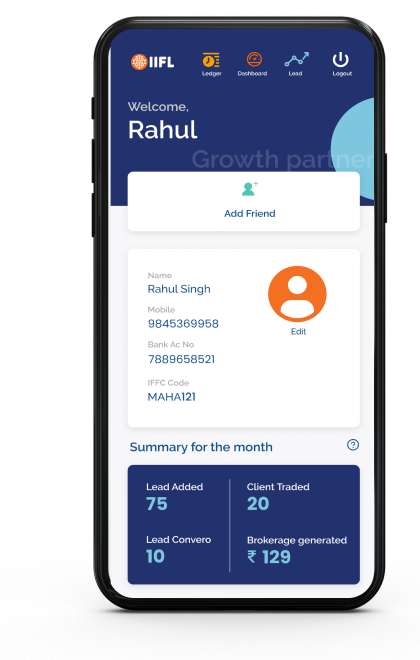 IIFL
Ledger
Dashboard
Lead
Logout
Welcome,
Rahul
Growth partner
Add Friend
Name
Rahul Singh
Mobile
9845369958
Bank Ac No
7889658521
IFFC Code
MAHA121
Edit
Summary for the month
?
Lead Added
75
Client Traded
20
Lead Convero
10
Brokerage generated
₹ 129